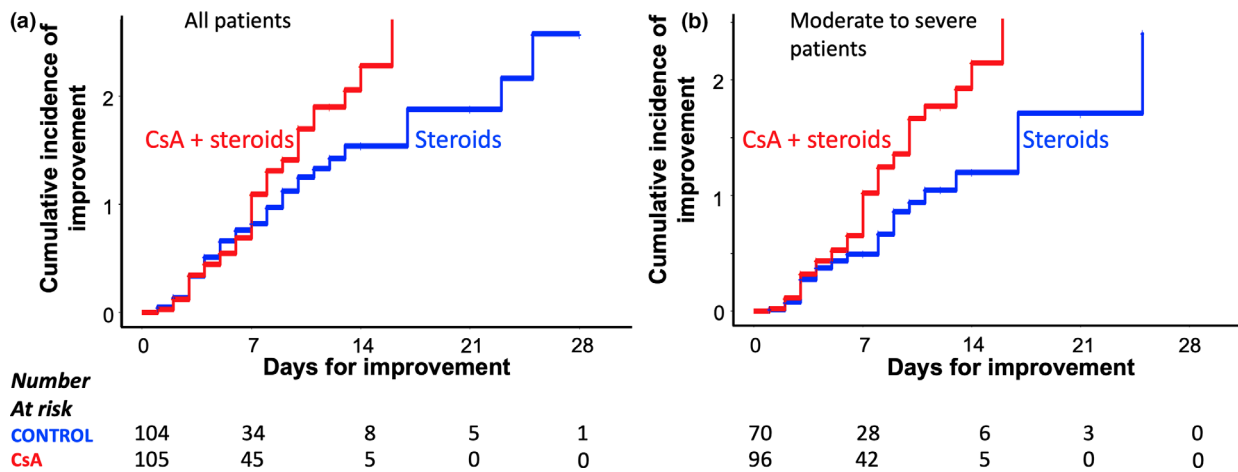 (a)
All patients
Cumulative incidence of
improvement
2
1
0
CsA + steroids
Steroids
0 7 14 21 28
Days for improvement
(b)
Moderate to severe
patients
Cumulative incidence of
improvement
2
1
0
CsA + steroids
Steroids
0 7 14 21 28
Days for improvement
Number
At risk
CONTROL 104 34 8 5 1 70 28 6 3 0
CsA 105 45 5 0 0 96 42 5 0 0